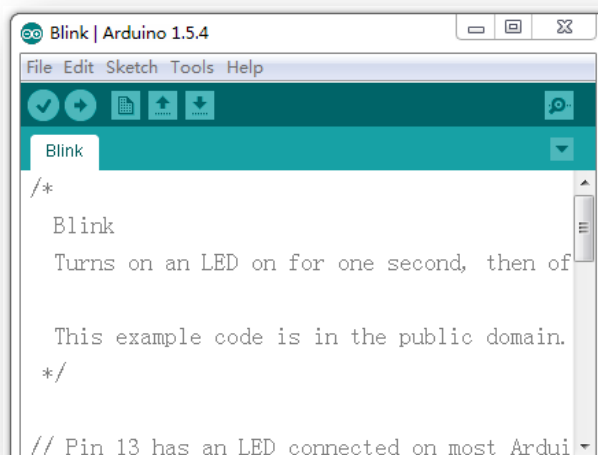 Blink | Arduino 1.5.4
File Edit Sketch Tools Help
Blink
/*
Blink
Turns on an LED on for one second, then of
This example code is in the public domain.
*/
// Pin 13 has an LED connected on most Ardui